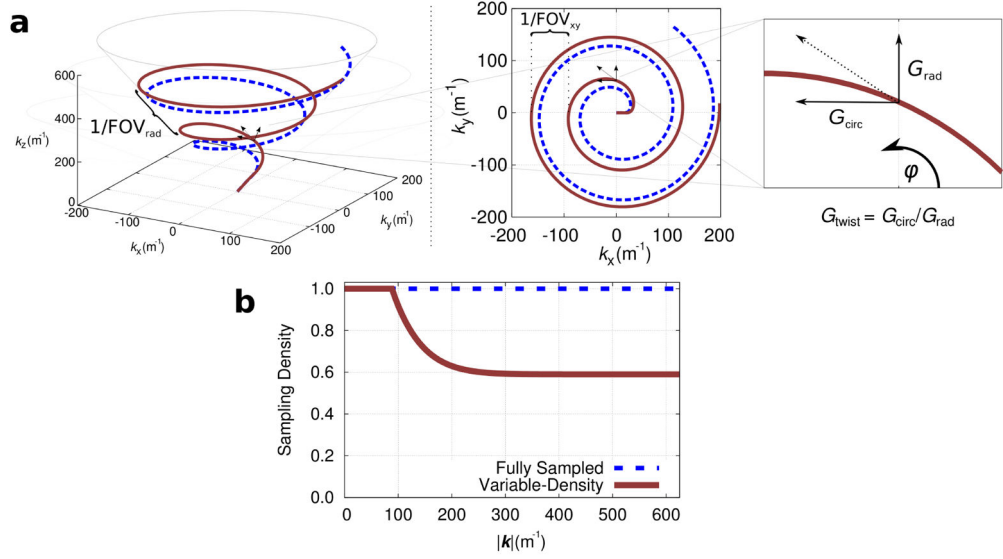 a
600
400
200
0
k_z(m⁻¹)
1/FOV_rad
-200
-100
0
100
200
k_x(m⁻¹)
-200
-100
0
100
200
k_y(m⁻¹)
1/FOV_xy
200
100
0
-100
-200
k_y(m⁻¹)
-200 -100 0 100 200
k_x(m⁻¹)
G_rad
G_circ
φ
G_twist = G_circ/G_rad
b
1.0
0.8
0.6
0.4
0.2
0.0
Sampling Density
Fully Sampled
Variable-Density
0 100 200 300 400 500 600
|k|(m⁻¹)